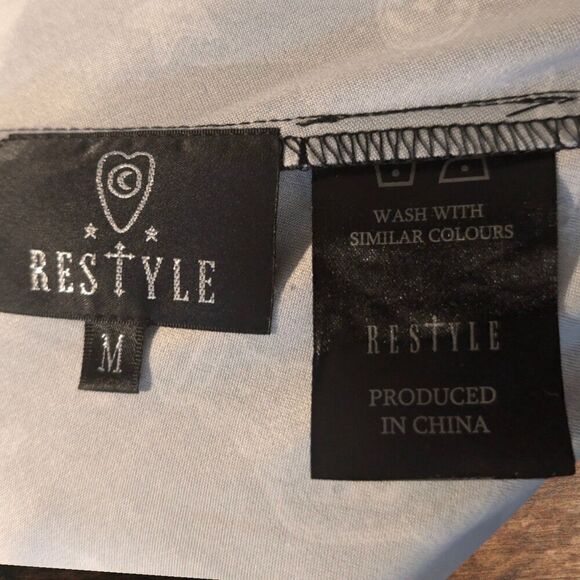 RESTYLE
M
WASH WITH
SIMILAR COLOURS
RESTYLE
PRODUCED
IN CHINA